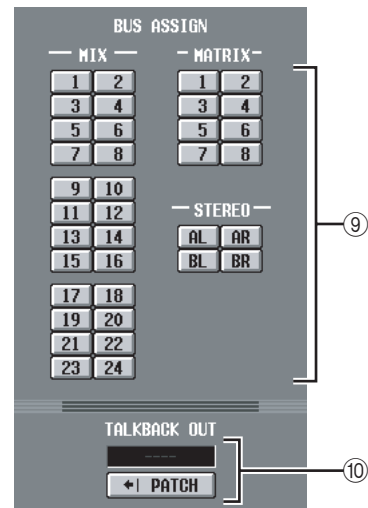 BUS ASSIGN
MIX
MATRIX
1 2 1 2
3 4 3 4
5 6 5 6
7 8 7 8
9 10
11 12
STEREO
13 14 AL AR
15 16 BL BR
17 18
19 20
21 22
23 24
⑨
TALKBACK OUT
----
PATCH
⑩